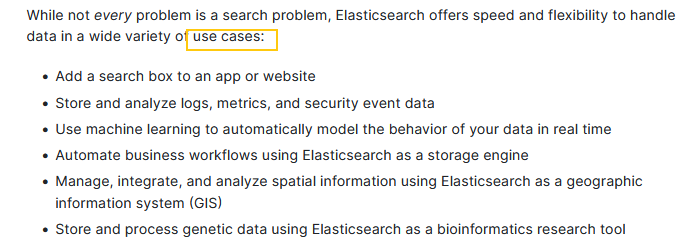 While not every problem is a search problem, Elasticsearch offers speed and flexibility to handle
data in a wide variety of use cases:
• Add a search box to an app or website
• Store and analyze logs, metrics, and security event data
• Use machine learning to automatically model the behavior of your data in real time
• Automate business workflows using Elasticsearch as a storage engine
• Manage, integrate, and analyze spatial information using Elasticsearch as a geographic
information system (GIS)
• Store and process genetic data using Elasticsearch as a bioinformatics research tool